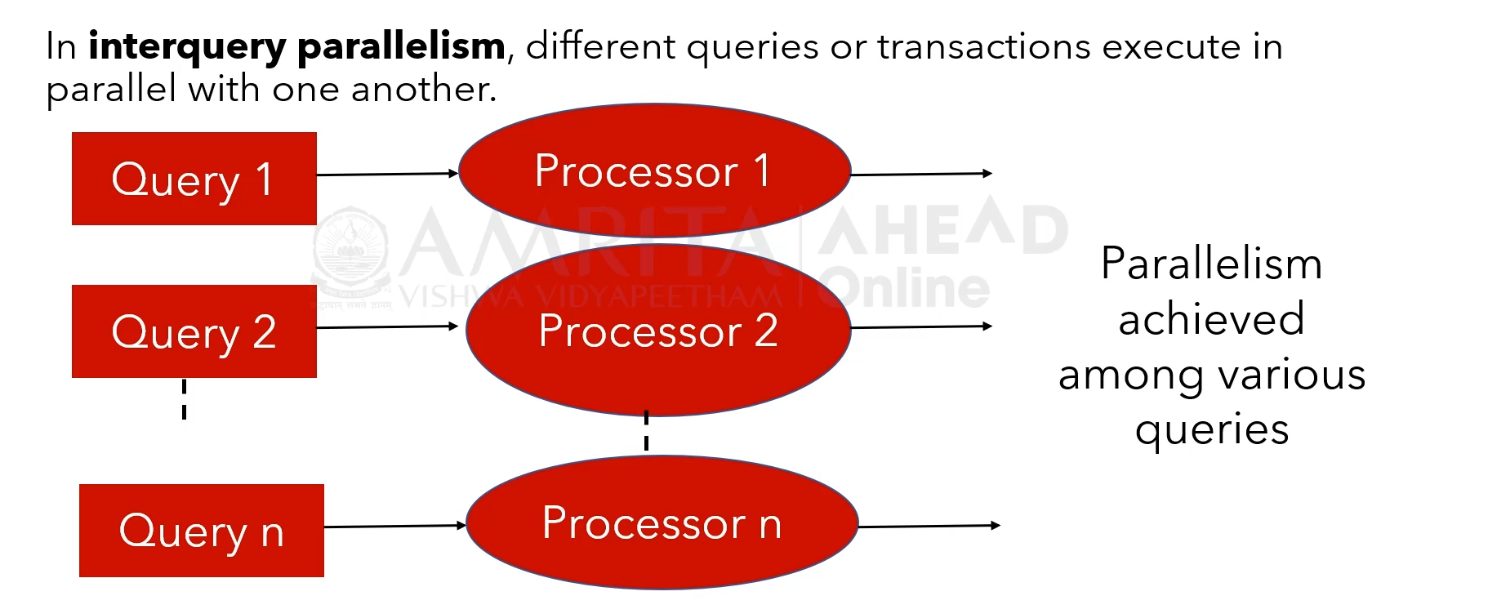 In interquery parallelism, different queries or transactions execute in
parallel with one another.
Query 1
Processor 1
AMRITA AHEAD
VISHWA VIDYAPEETHAM Online
Query 2
Processor 2
Parallelism
achieved
among various
queries
Query n
Processor n